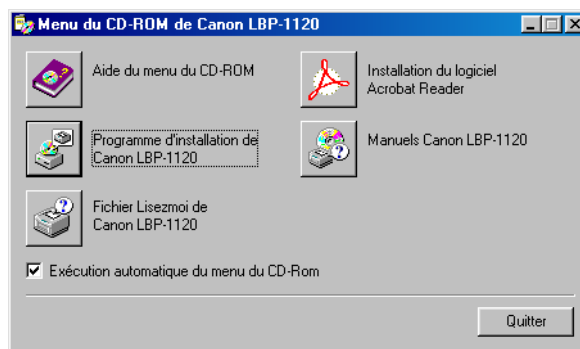 Menu du CD-ROM de Canon LBP-1120
Aide du menu du CD-ROM
Installation du logiciel
Acrobat Reader
Programme d'installation de
Canon LBP-1120
Manuels Canon LBP-1120
Fichier Lisezmoi de
Canon LBP-1120
Exécution automatique du menu du CD-Rom
Quitter